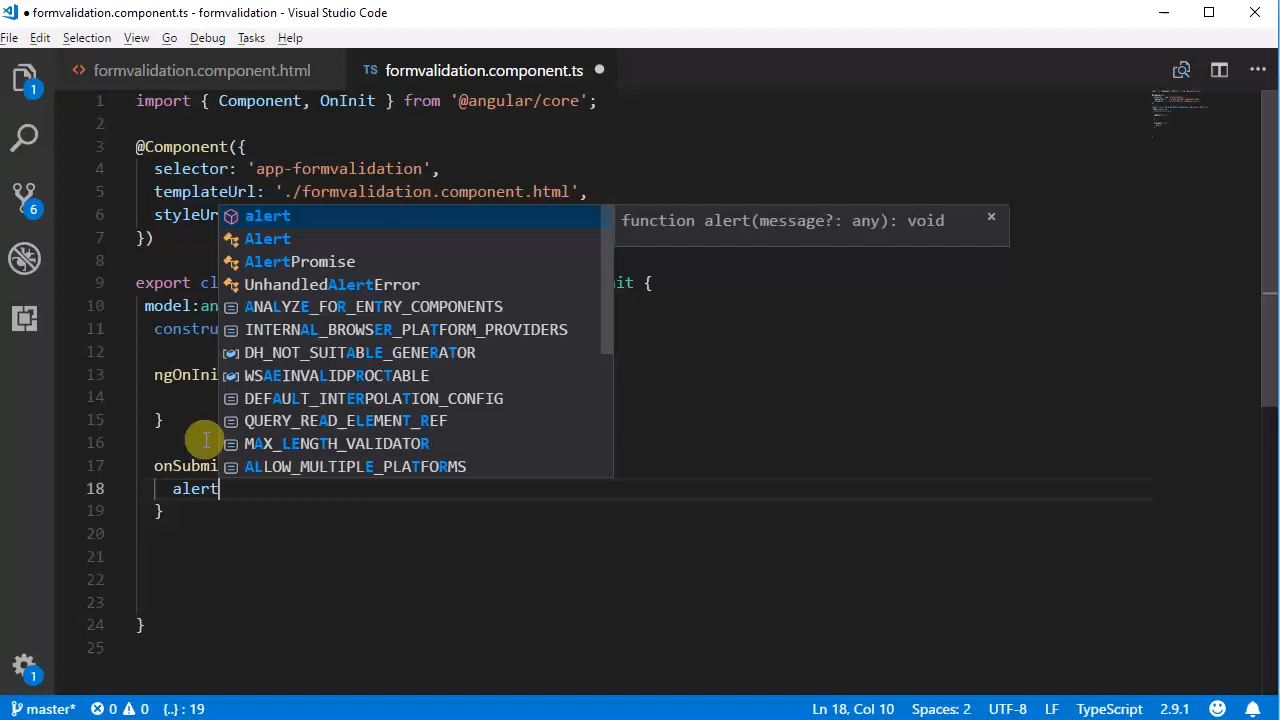 formvalidation.component.ts - formvalidation - Visual Studio Code
File Edit Selection View Go Debug Tasks Help
<> formvalidation.component.html TS formvalidation.component.ts
1 import { Component, OnInit } from '@angular/core';
2
3 @Component({
4 selector: 'app-formvalidation',
5 templateUrl: './formvalidation.component.html',
6 styleUr
7 })
8
9 export cl nit {
10 model:an
11 constru
12
13 ngOnIni
14
15 }
16
17 onSubmi
18 alert
19 }
20
21
22
23
24 }
25
alert
Alert
AlertPromise
UnhandledAlertError
ANALYZE_FOR_ENTRY_COMPONENTS
INTERNAL_BROWSER_PLATFORM_PROVIDERS
DH_NOT_SUITABLE_GENERATOR
WSAEINVALIDPROCTABLE
DEFAULT_INTERPOLATION_CONFIG
QUERY_READ_ELEMENT_REF
MAX_LENGTH_VALIDATOR
ALLOW_MULTIPLE_PLATFORMS
function alert(message?: any): void
1
6
1
master* 0 0 {..} : 19 Ln 18, Col 10 Spaces: 2 UTF-8 LF TypeScript 2.9.1